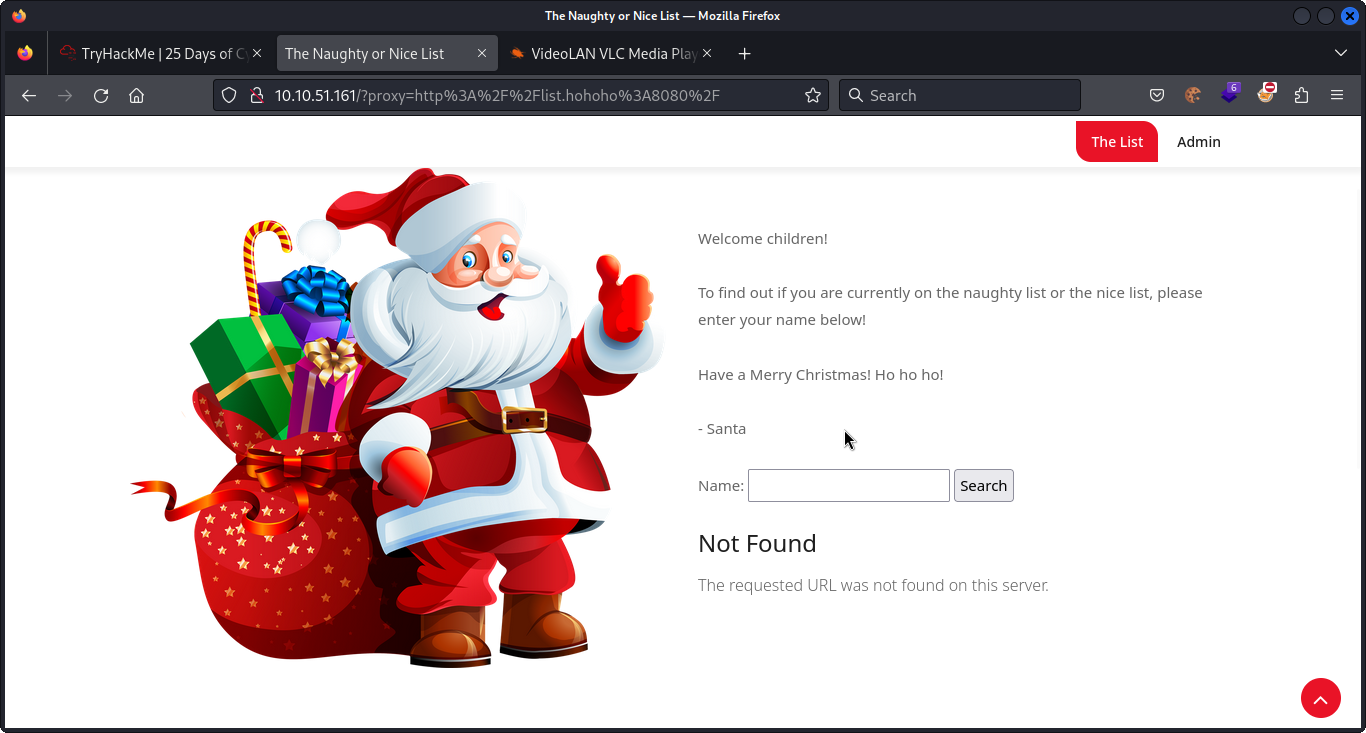 The Naughty or Nice List — Mozilla Firefox
TryHackMe | 25 Days of Cy
The Naughty or Nice List
VideoLAN VLC Media Play
10.10.51.161/?proxy=http%3A%2F%2Flist.hohoho%3A8080%2F
Search
6
The List
Admin
Welcome children!
To find out if you are currently on the naughty list or the nice list, please
enter your name below!
Have a Merry Christmas! Ho ho ho!
- Santa
Name:
Search
Not Found
The requested URL was not found on this server.